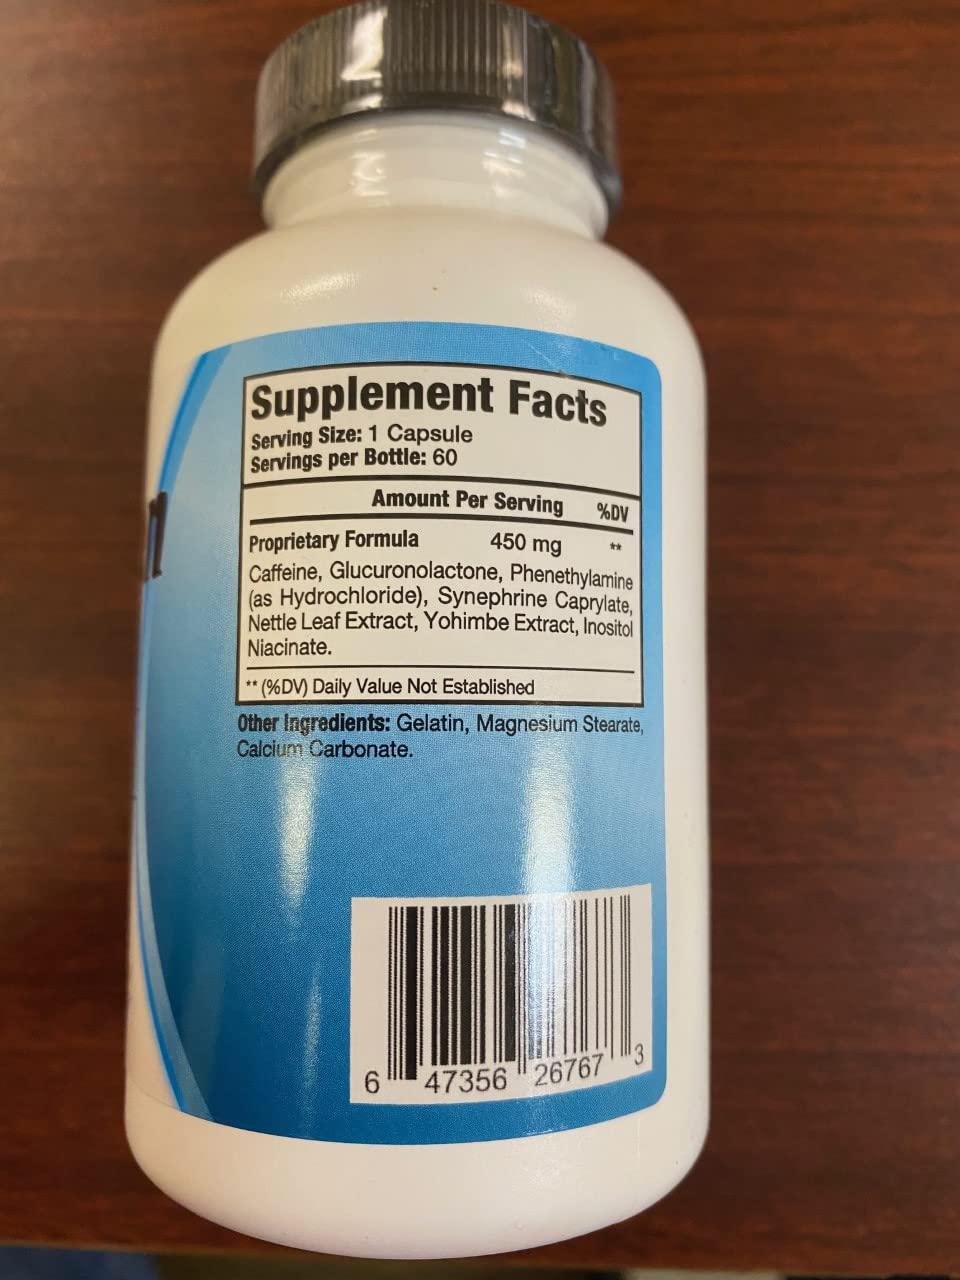 Supplement Facts
Serving Size: 1 Capsule
Servings per Bottle: 60
Amount Per Serving %DV
Proprietary Formula 450 mg **
Caffeine, Glucuronolactone, Phenethylamine
(as Hydrochloride), Synephrine Caprylate,
Nettle Leaf Extract, Yohimbe Extract, Inositol
Niacinate.
** (%DV) Daily Value Not Established
Other Ingredients: Gelatin, Magnesium Stearate,
Calcium Carbonate.
6 47356 26767 3